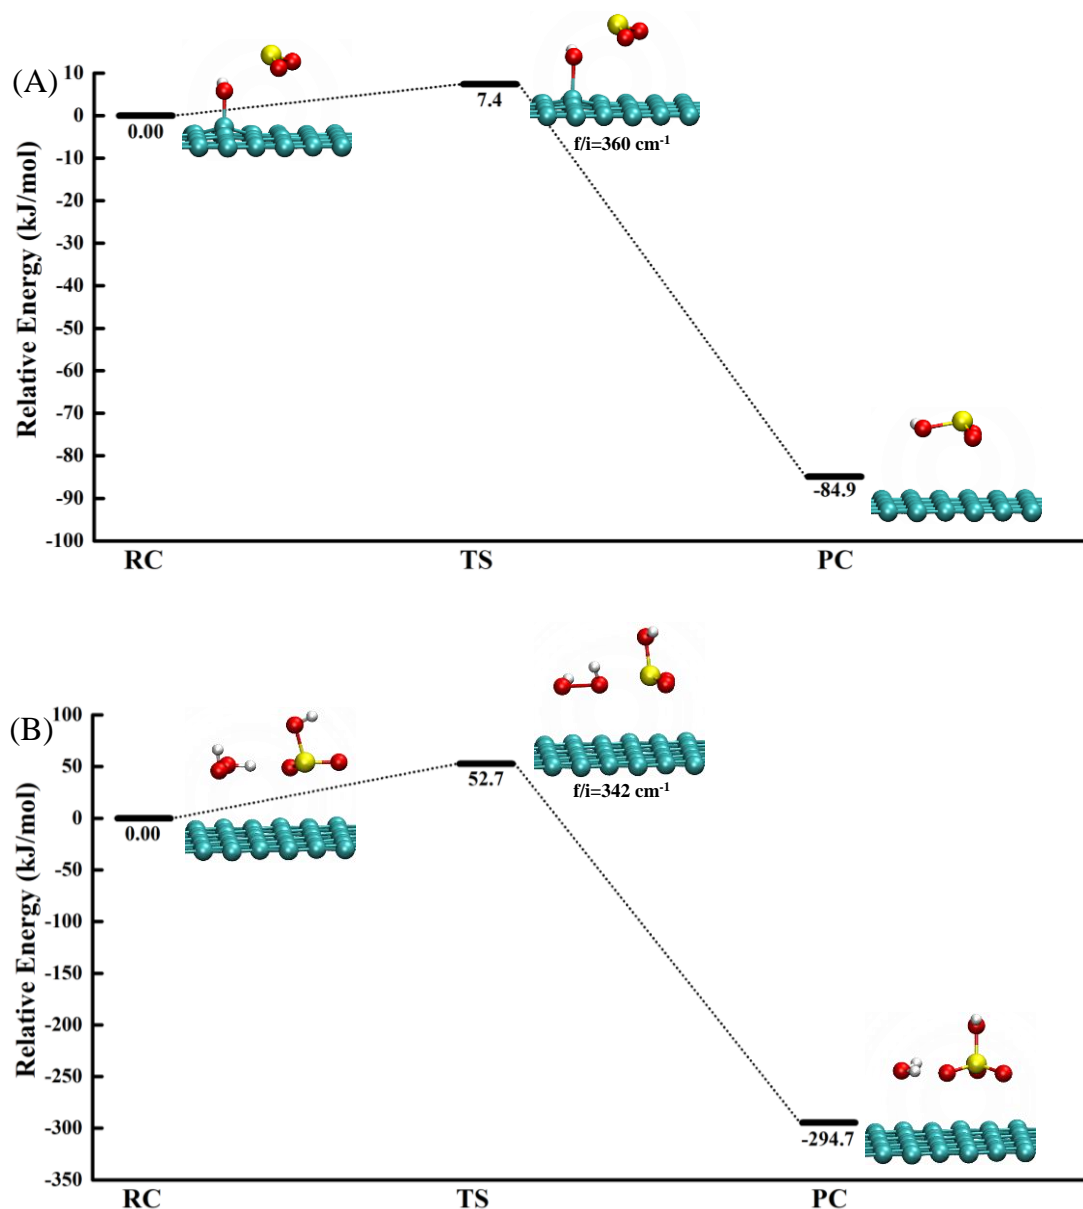 (A)
Relative Energy (kJ/mol)
10
0
-10
-20
-30
-40
-50
-60
-70
-80
-90
-100
0.00
7.4
f/i=360 cm-1
-84.9
RC
TS
PC
(B)
Relative Energy (kJ/mol)
100
50
0
-50
-100
-150
-200
-250
-300
-350
0.00
52.7
f/i=342 cm-1
-294.7
RC
TS
PC